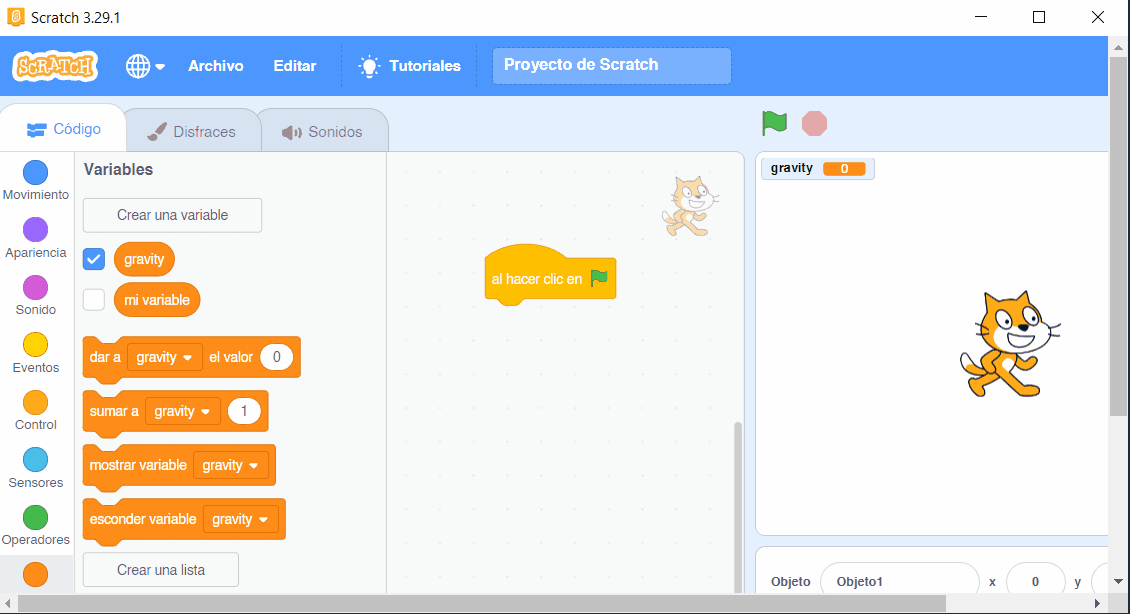 Scratch 3.29.1
SCRATCH
Archivo
Editar
Tutoriales
Proyecto de Scratch
Código
Disfraces
Sonidos
Movimiento
Apariencia
Sonido
Eventos
Control
Sensores
Operadores
Variables
Crear una variable
gravity
mi variable
dar a gravity el valor 0
sumar a gravity 1
mostrar variable gravity
esconder variable gravity
Crear una lista
al hacer clic en
gravity 0
Objeto Objeto1 x 0 y